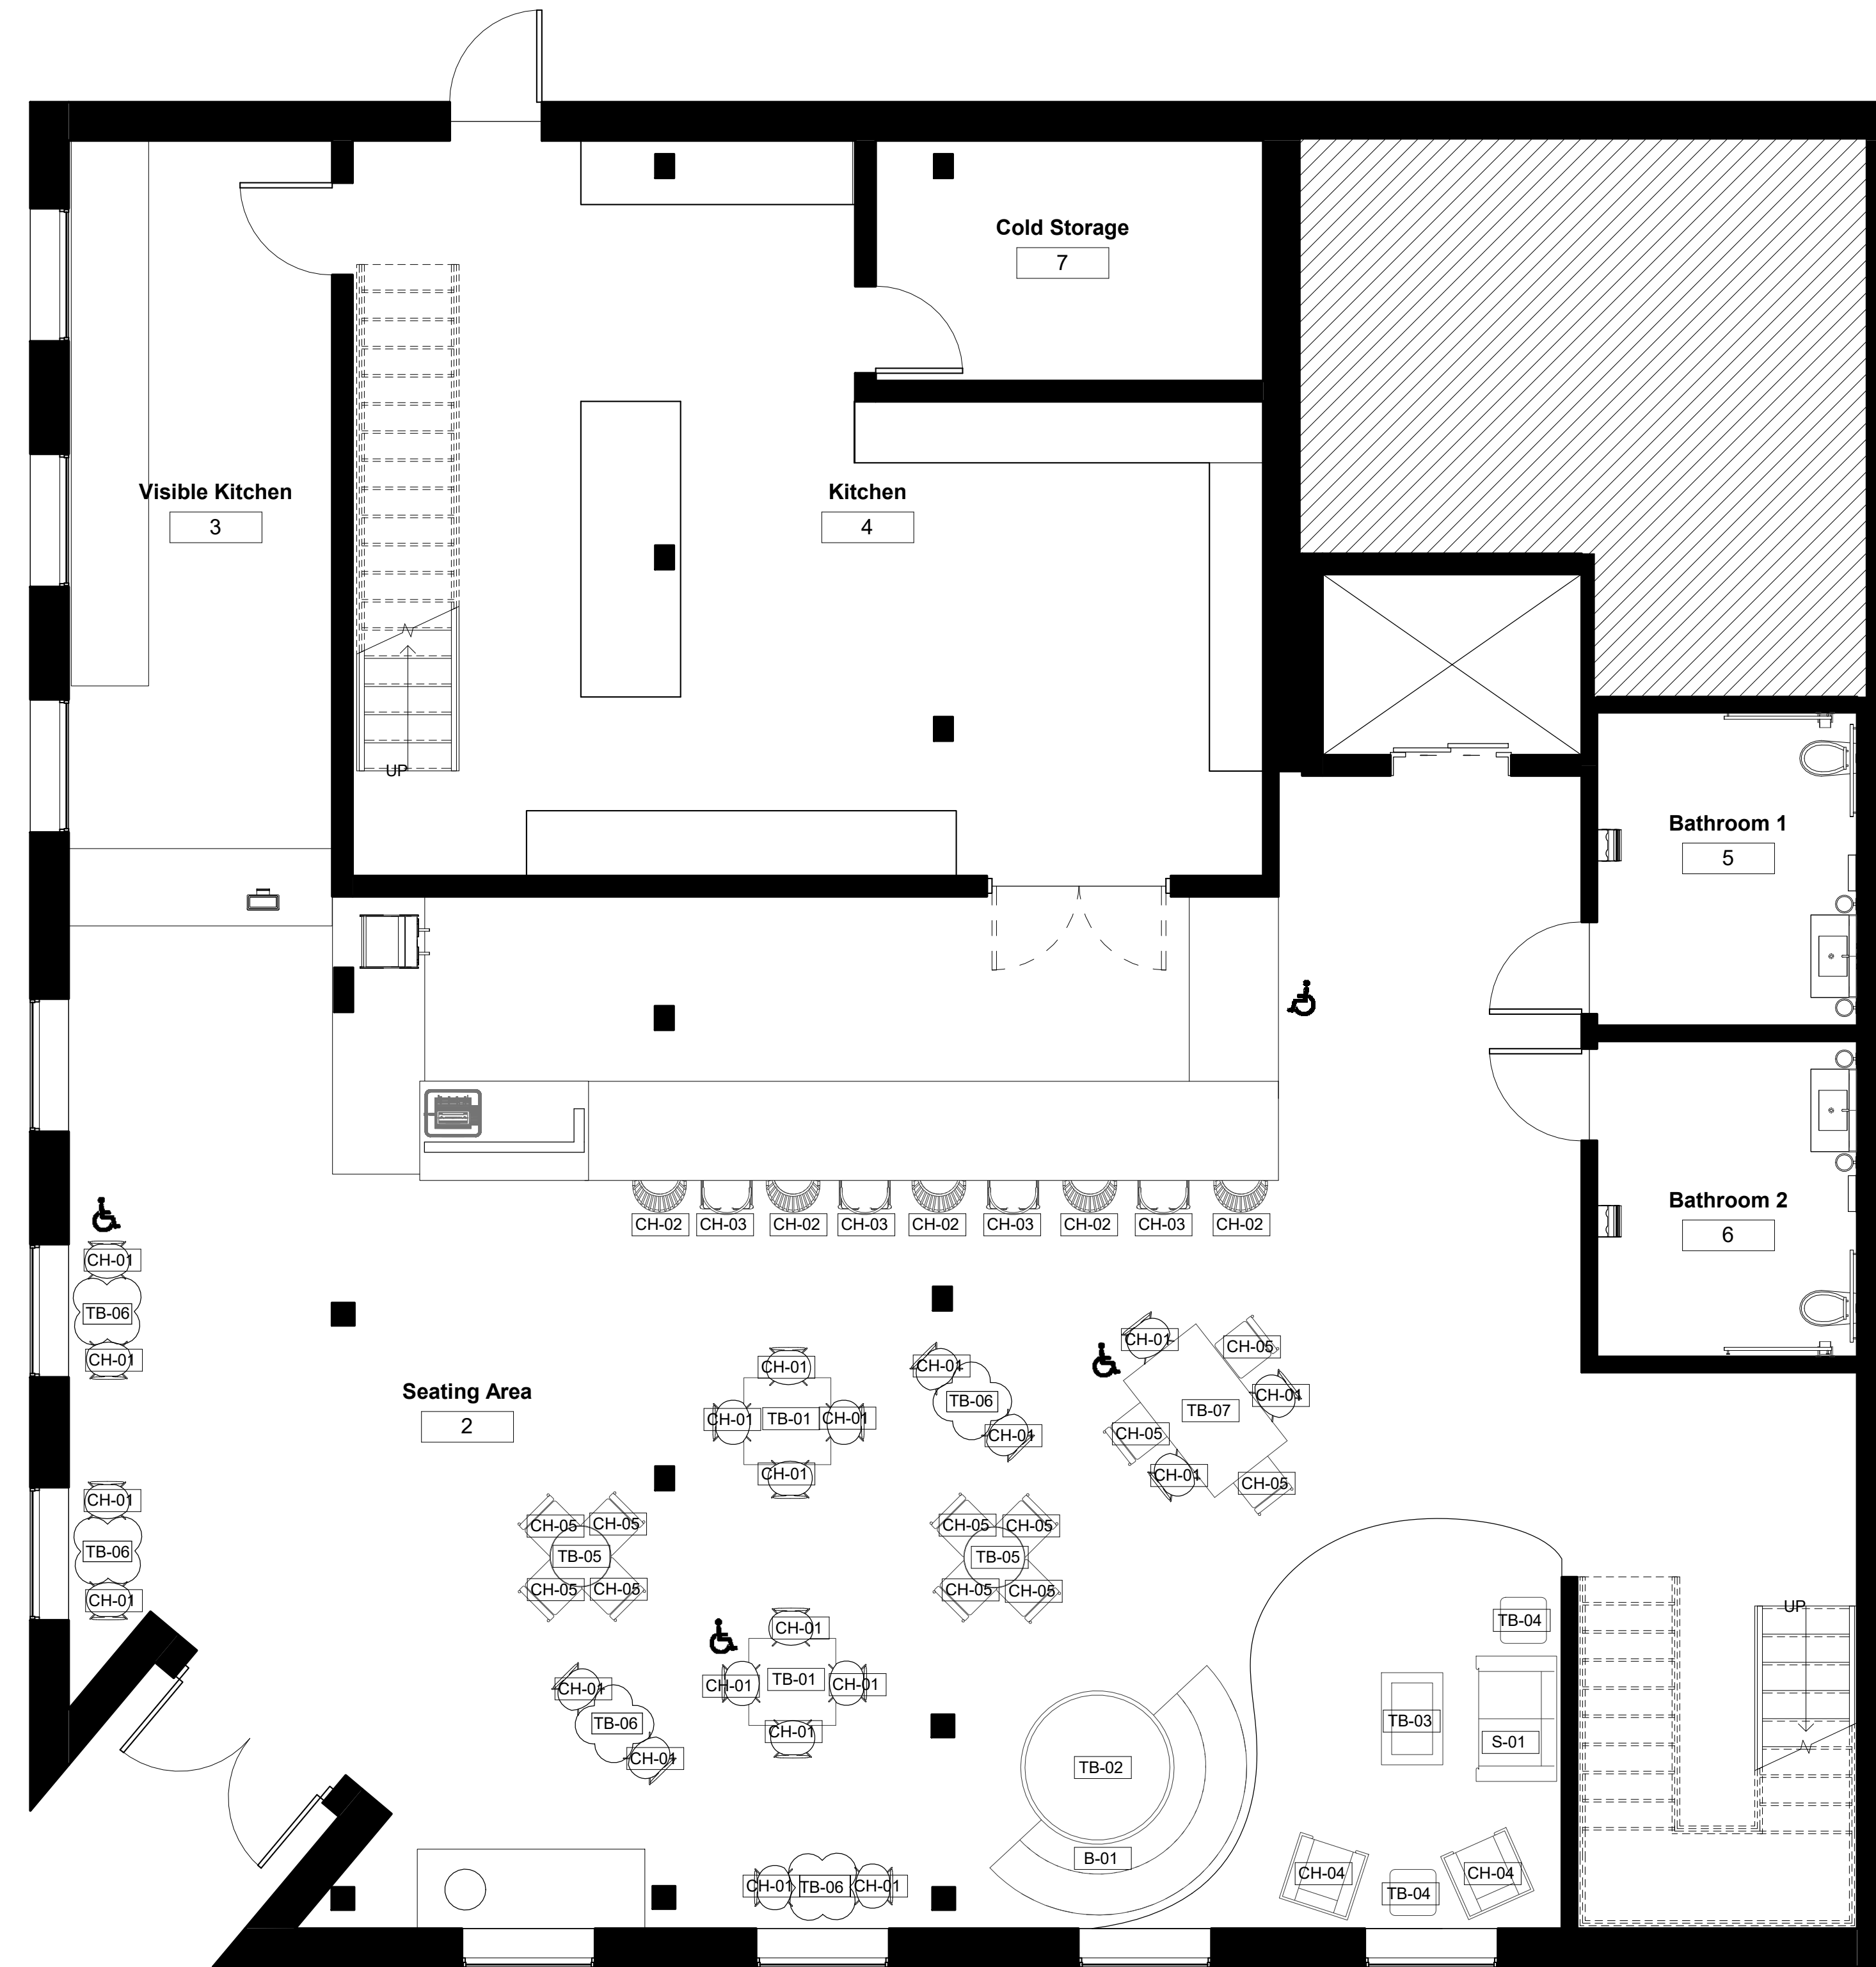 Cold Storage
7
Visible Kitchen
3
Kitchen
4
UP
Bathroom 1
5
Bathroom 2
6
CH-02
CH-03
CH-02
CH-03
CH-02
CH-03
CH-02
CH-03
CH-02
CH-01
TB-06
CH-01
Seating Area
2
CH-01
CH-01
TB-01
CH-01
CH-01
CH-01
TB-06
CH-01
CH-01
CH-05
CH-01
TB-07
CH-05
CH-01
CH-05
CH-01
TB-06
CH-01
CH-05
CH-05
TB-05
CH-05
CH-05
CH-05
CH-05
TB-05
CH-05
CH-05
CH-01
CH-01
TB-01
CH-01
CH-01
CH-01
TB-06
CH-01
TB-04
UP
TB-03
S-01
TB-02
B-01
CH-01
TB-06
CH-01
CH-04
TB-04
CH-04